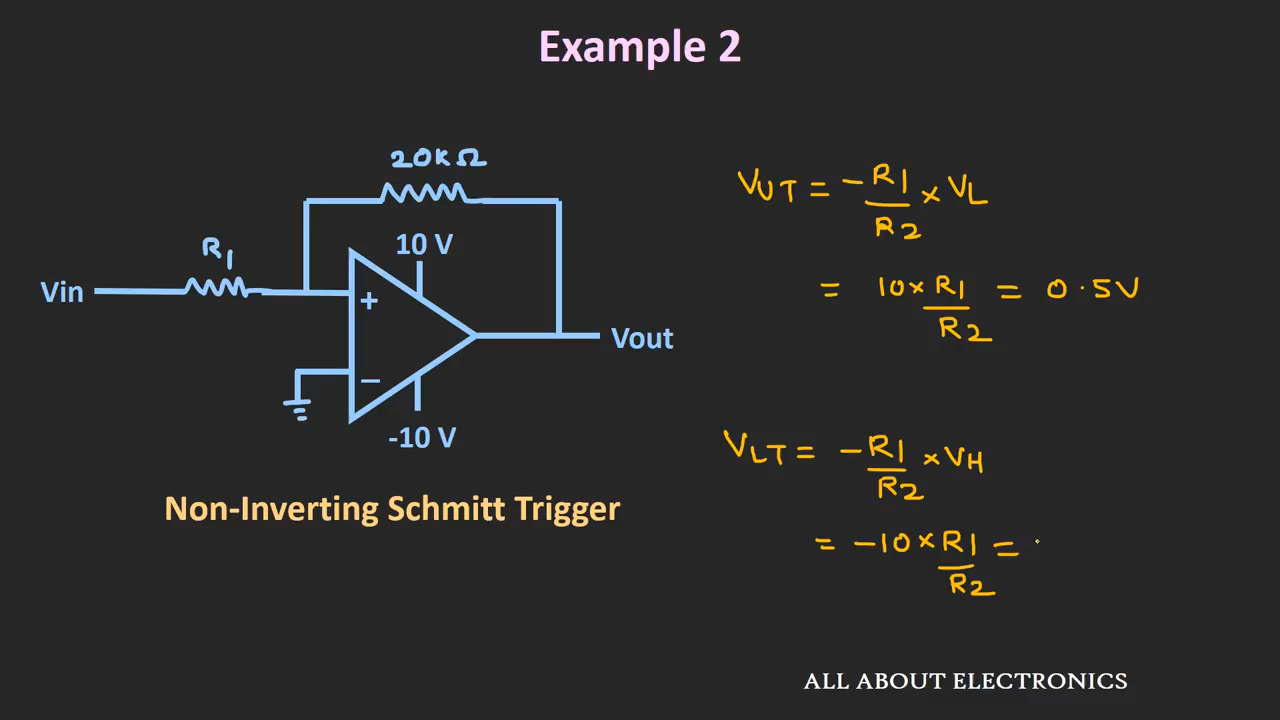 Example 2
20KΩ
R1
10 V
Vin
+
−
Vout
-10 V
Non-Inverting Schmitt Trigger
VUT = -R1/R2 × VL
= 10×R1/R2 = 0.5V
VLT = -R1/R2 × VH
= -10×R1/R2 =
ALL ABOUT ELECTRONICS